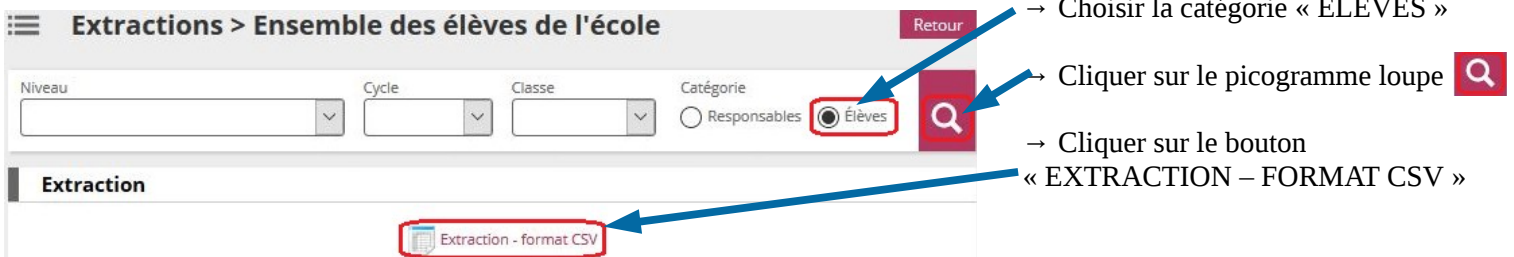 Extractions > Ensemble des élèves de l'école
Retour
→ Choisir la catégorie « ELEVES »
Niveau
Cycle
Classe
Catégorie
Responsables
Élèves
→ Cliquer sur le picogramme loupe
→ Cliquer sur le bouton
« EXTRACTION – FORMAT CSV »
Extraction
Extraction - format CSV